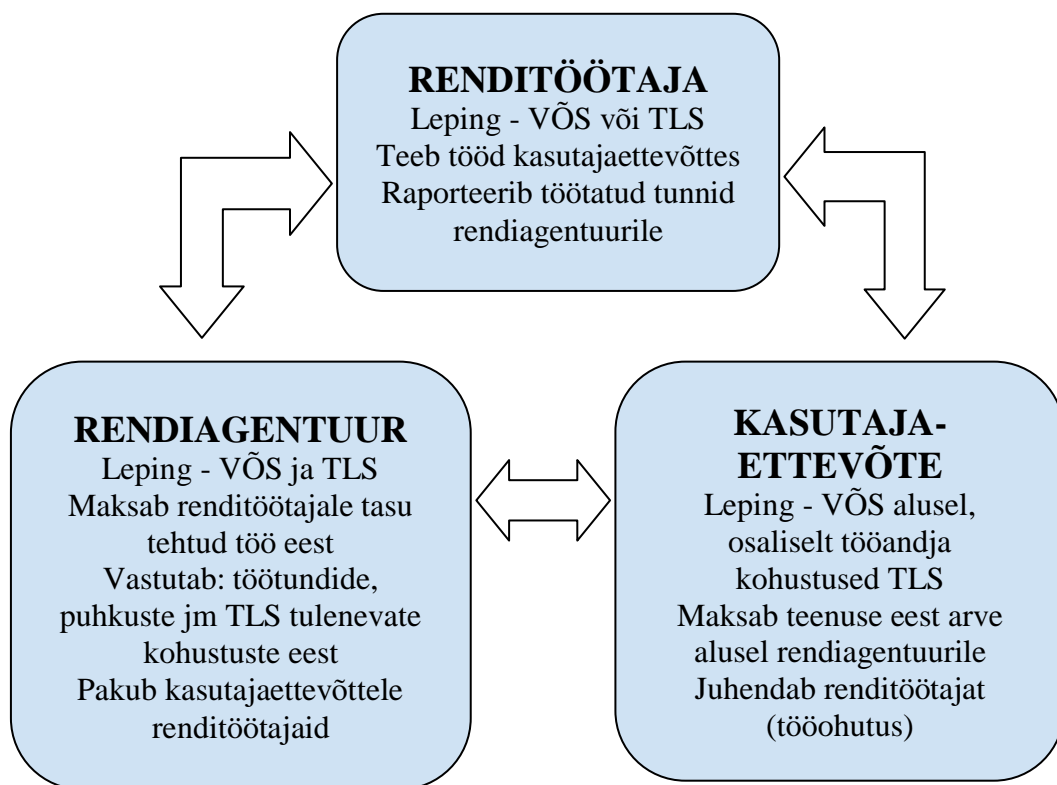 RENDITÖÖTAJA
Leping - VÕS või TLS
Teeb tööd kasutajaettevõttes
Raporteerib töötatud tunnid
rendiagentuurile
RENDIAGENTUUR
Leping - VÕS ja TLS
Maksab renditöötajale tasu
tehtud töö eest
Vastutab: töötundide,
puhkuste jm TLS tulenevate
kohustuste eest
Pakub kasutajaettevõttele
renditöötajaid
KASUTAJA-
ETTEVÕTE
Leping - VÕS alusel,
osaliselt tööandja
kohustused TLS
Maksab teenuse eest arve
alusel rendiagentuurile
Juhendab renditöötajat
(tööohutus)